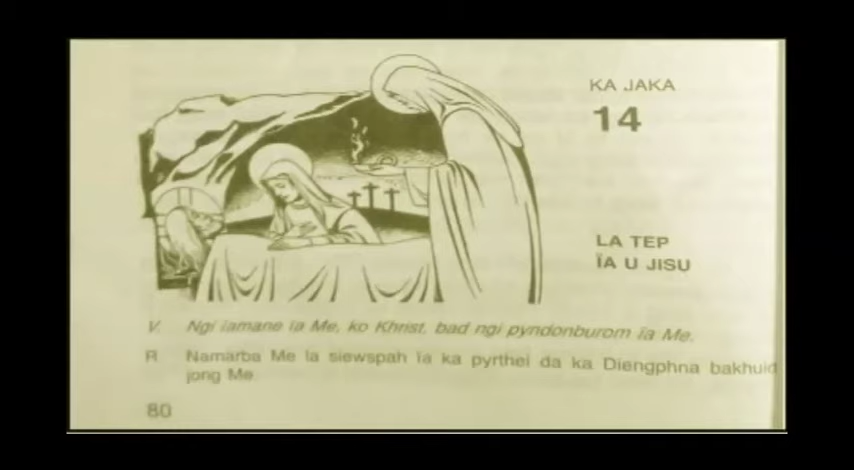 KA JAKA
14
LA TEP
ÏA U JISU
V. Ngi ïamane ïa Me, ko Khrist, bad ngi pyndonburom ïa Me.
R Namarba Me la siewspah ïa ka pyrthei da ka Diengphna bakhuid
jong Me.
80